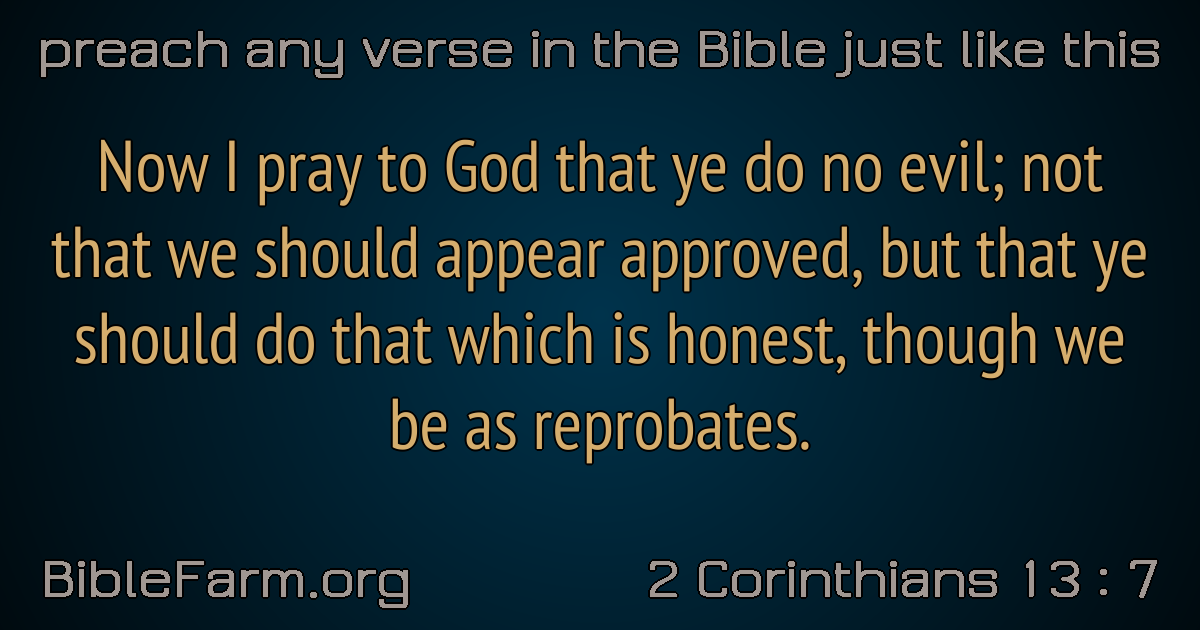 preach any verse in the Bible just like this
Now I pray to God that ye do no evil; not
that we should appear approved, but that ye
should do that which is honest, though we
be as reprobates.
BibleFarm.org
2 Corinthians 13 : 7